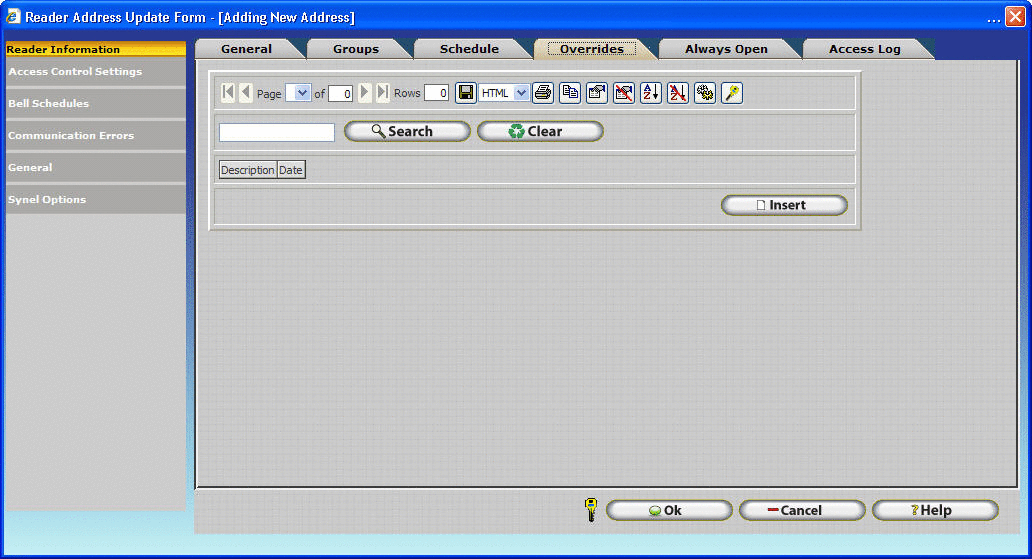 Reader Address Update Form - [Adding New Address] ...
Reader Information
Access Control Settings
Bell Schedules
Communication Errors
General
Synel Options
General Groups Schedule Overrides Always Open Access Log
Page of 0 Rows 0 HTML
Search Clear
Description Date
Insert
Ok Cancel Help